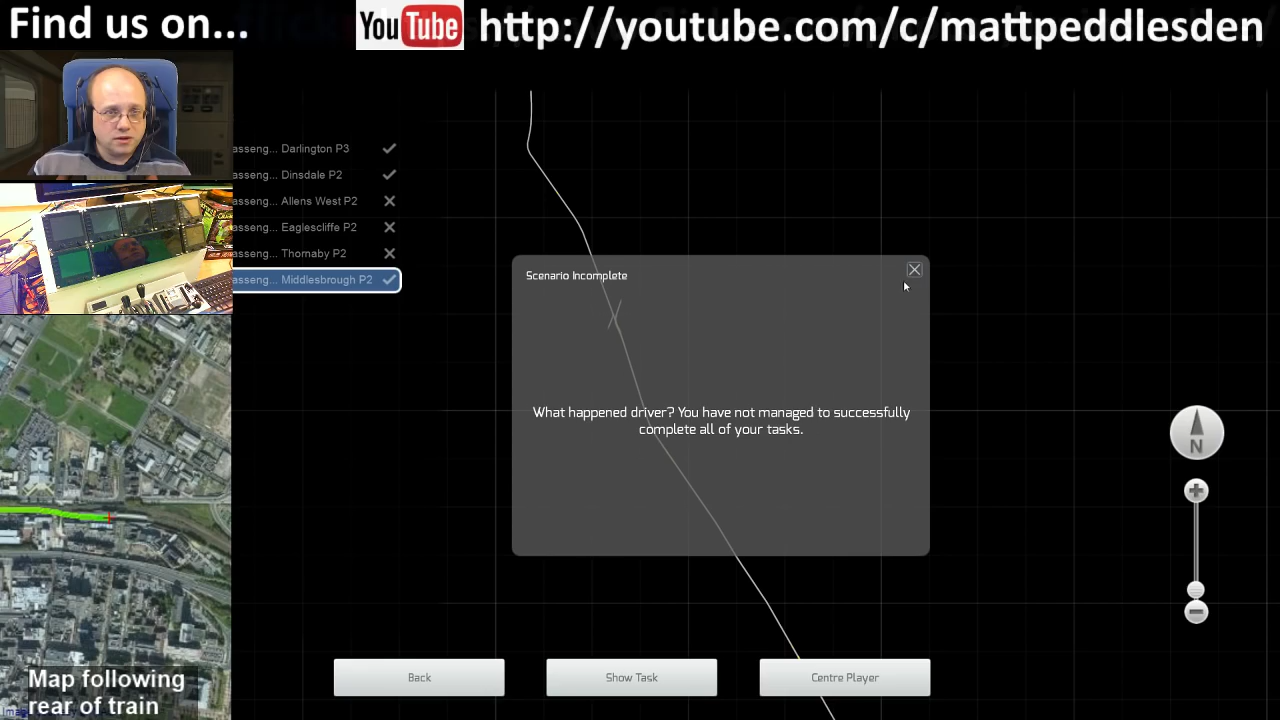 Find us on...
YouTube
http://youtube.com/c/mattpeddlesden
asseng... Darlington P3
asseng... Dinsdale P2
asseng... Allens West P2
asseng... Eaglescliffe P2
asseng... Thornaby P2
asseng... Middlesbrough P2
Scenario Incomplete
What happened driver? You have not managed to successfully
complete all of your tasks.
N
Back
Show Task
Centre Player
Map following
rear of train